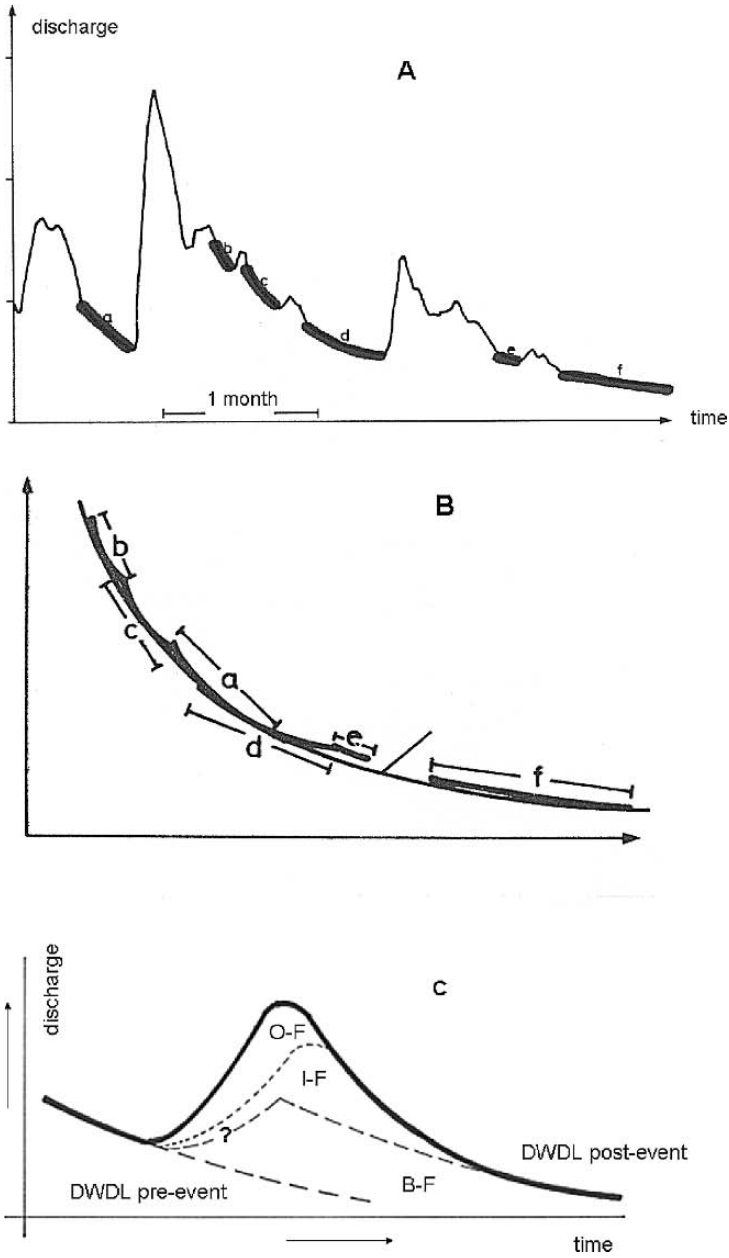 discharge
A
b
c
a
d
e
f
1 month
time
B
b
c
a
e
d
f
C
discharge
O-F
I-F
?
DWDL post-event
DWDL pre-event
B-F
time